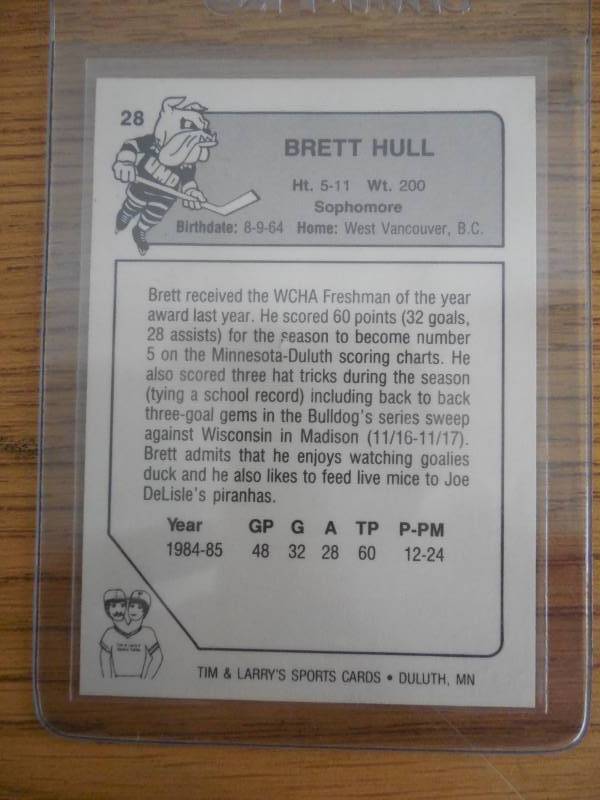 28
BRETT HULL
UMD
Ht. 5-11 Wt. 200
Sophomore
Birthdate: 8-9-64 Home: West Vancouver, B.C.
Brett received the WCHA Freshman of the year
award last year. He scored 60 points (32 goals,
28 assists) for the season to become number
5 on the Minnesota-Duluth scoring charts. He
also scored three hat tricks during the season
(tying a school record) including back to back
three-goal gems in the Bulldog's series sweep
against Wisconsin in Madison (11/16-11/17).
Brett admits that he enjoys watching goalies
duck and he also likes to feed live mice to Joe
DeLisle's piranhas.
Year GP G A TP P-PM
1984-85 48 32 28 60 12-24
TIM & LARRY'S SPORTS CARDS • DULUTH, MN